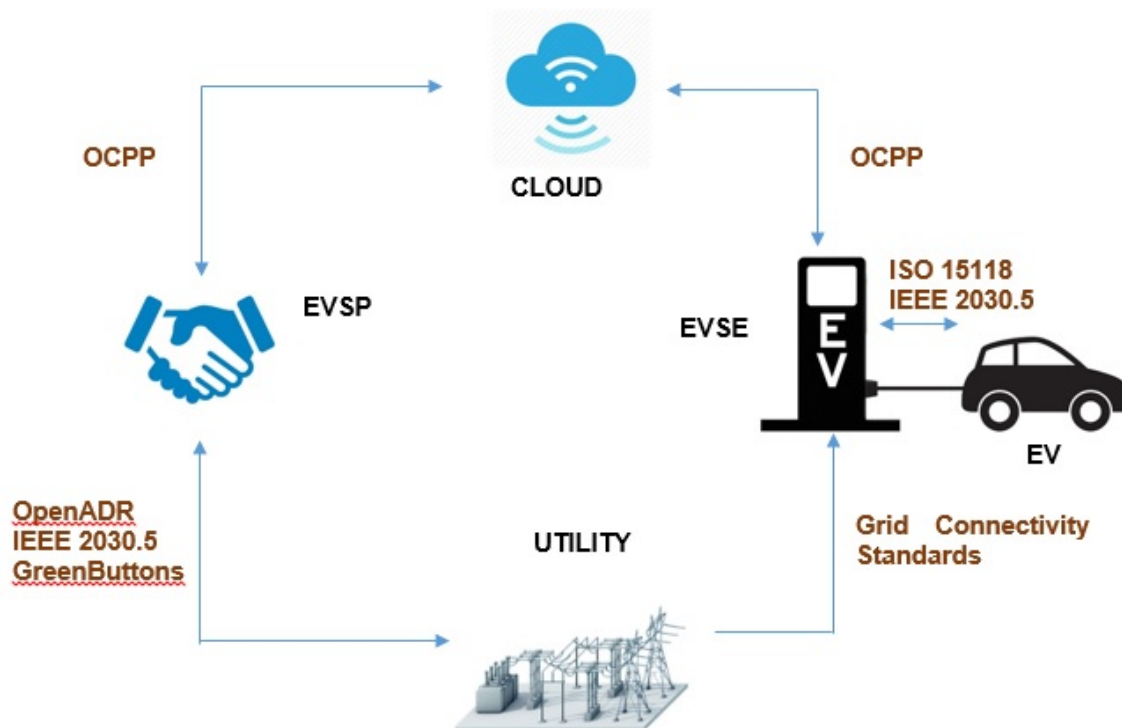 OCPP
OCPP
CLOUD
ISO 15118
IEEE 2030.5
EVSP
EVSE
EV
EV
OpenADR
IEEE 2030.5
GreenButtons
UTILITY
Grid Connectivity
Standards